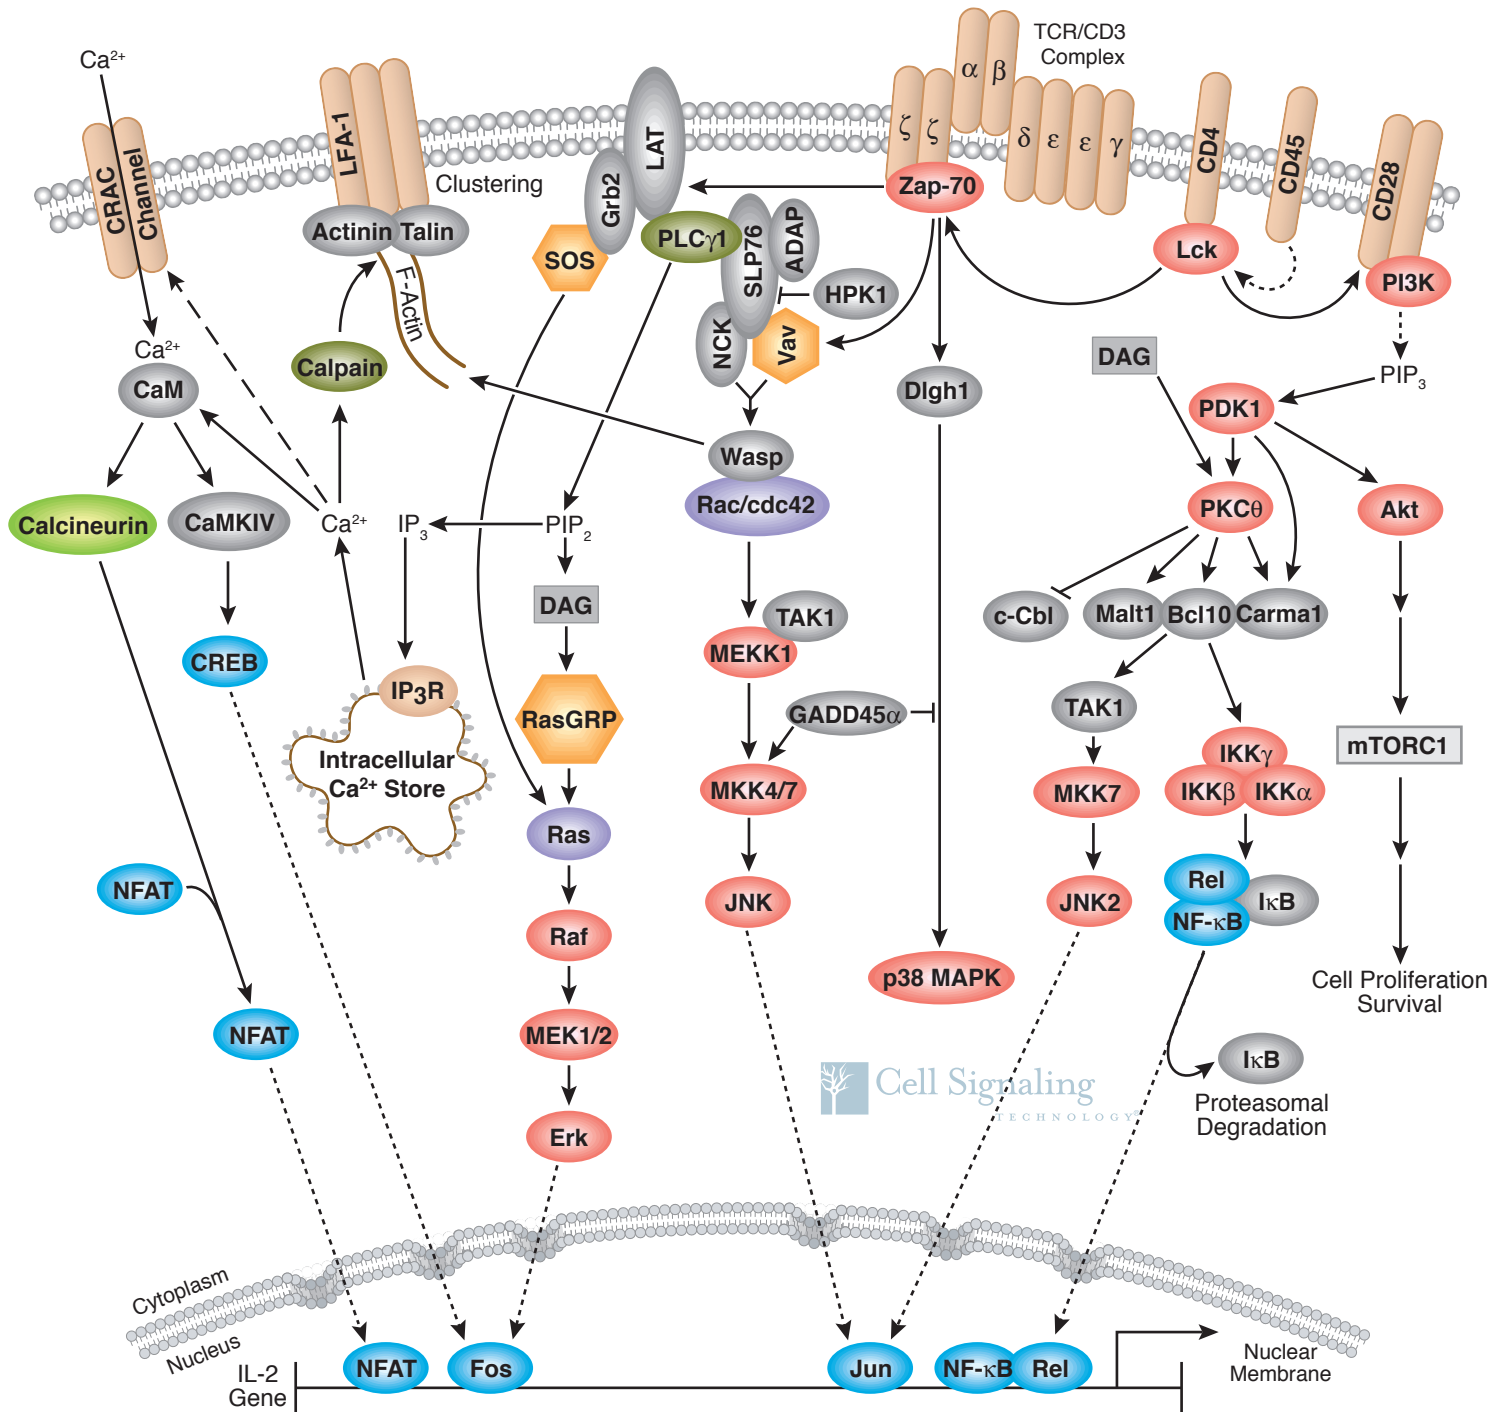 TCR/CD3
Complex
Ca²⁺
CRAC
Channel
LFA-1
Clustering
Actinin
Talin
F-Actin
LAT
Grb2
SOS
PLCγ1
SLP76
ADAP
HPK1
NCK
Vav
ζ
ζ
α
β
δ
ε
ε
γ
Zap-70
CD4
CD45
CD28
Lck
PI3K
PIP₃
DAG
PDK1
Ca²⁺
CaM
Calpain
Dlgh1
Wasp
Rac/cdc42
Calcineurin
CaMKIV
Ca²⁺
IP₃
PIP₂
PKCθ
Akt
DAG
TAK1
MEKK1
c-Cbl
Malt1
Bcl10
Carma1
CREB
IP₃R
Intracellular
Ca²⁺ Store
RasGRP
GADD45α
TAK1
IKKγ
IKKβ
IKKα
mTORC1
MKK4/7
MKK7
Ras
NFAT
JNK
JNK2
Rel
NF-κB
IκB
Raf
p38 MAPK
Cell Proliferation
Survival
NFAT
MEK1/2
IκB
Proteasomal
Degradation
Cell Signaling
TECHNOLOGY®
Erk
Cytoplasm
Nucleus
Nuclear
Membrane
IL-2
Gene
NFAT
Fos
Jun
NF-κB
Rel